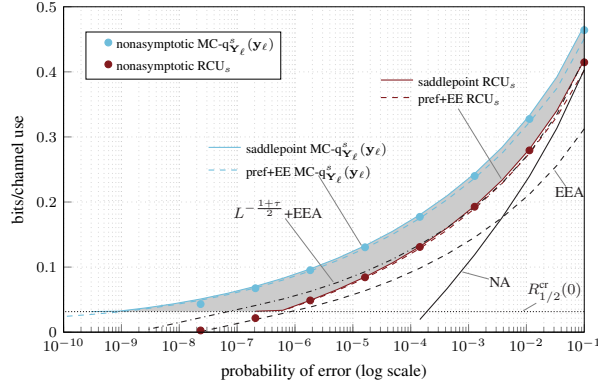 0.5
nonasymptotic MC-q^s_{Y_ℓ}(y_ℓ)
nonasymptotic RCU_s
0.4
saddlepoint RCU_s
pref+EE RCU_s
0.3
bits/channel use
saddlepoint MC-q^s_{Y_ℓ}(y_ℓ)
pref+EE MC-q^s_{Y_ℓ}(y_ℓ)
0.2
L^{-\frac{1+τ}{2}}+EEA
EEA
0.1
NA
R^{cr}_{1/2}(0)
0
10^{−10} 10^{−9} 10^{−8} 10^{−7} 10^{−6} 10^{−5} 10^{−4} 10^{−3} 10^{−2} 10^{−1}
probability of error (log scale)